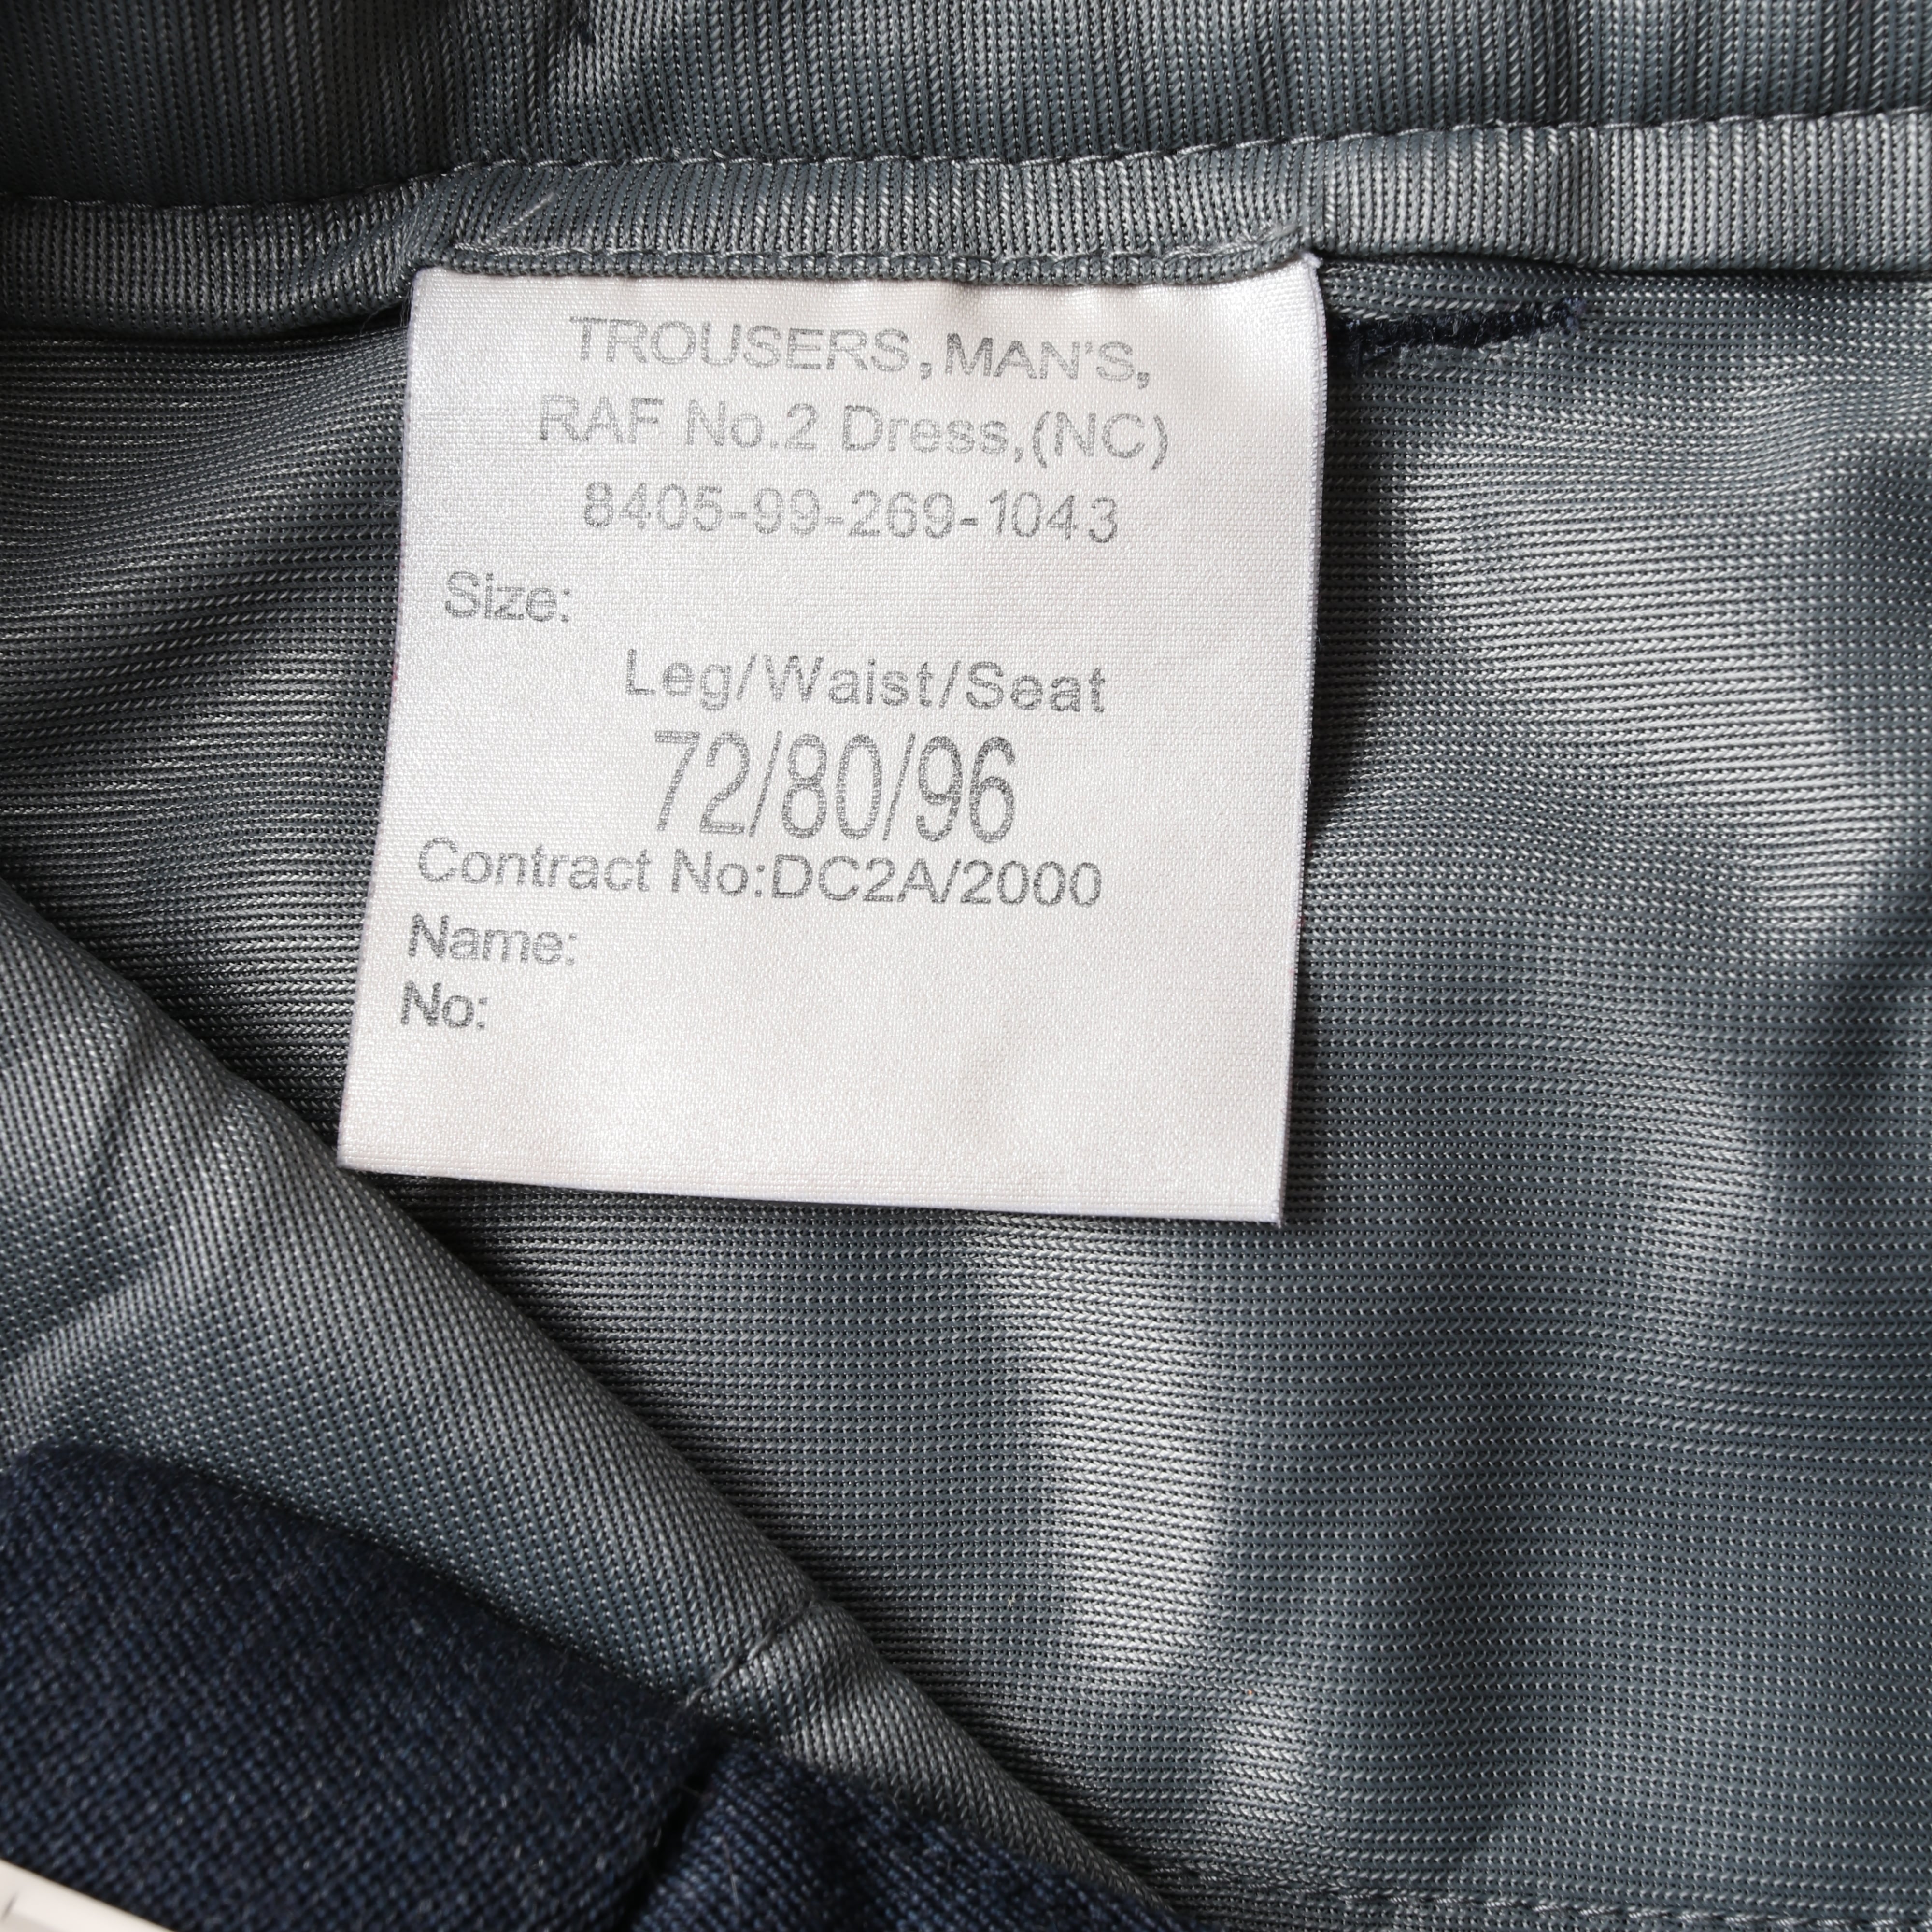 TROUSERS, MAN'S,
RAF No.2 Dress,(NC)
8405-99-269-1043
Size:
Leg/Waist/Seat
72/80/96
Contract No:DC2A/2000
Name:
No: